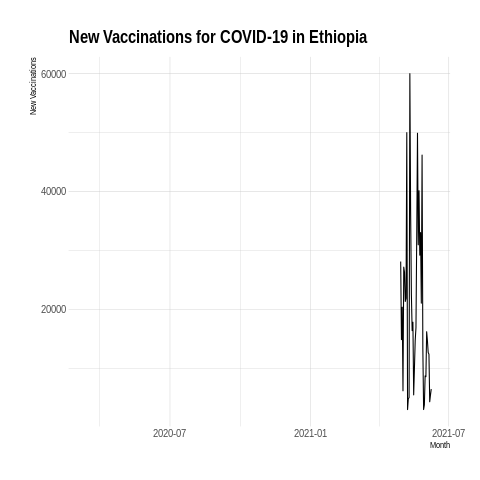 New Vaccinations for COVID-19 in Ethiopia
New Vaccinations
60000
40000
20000
2020-07
2021-01
2021-07
Month